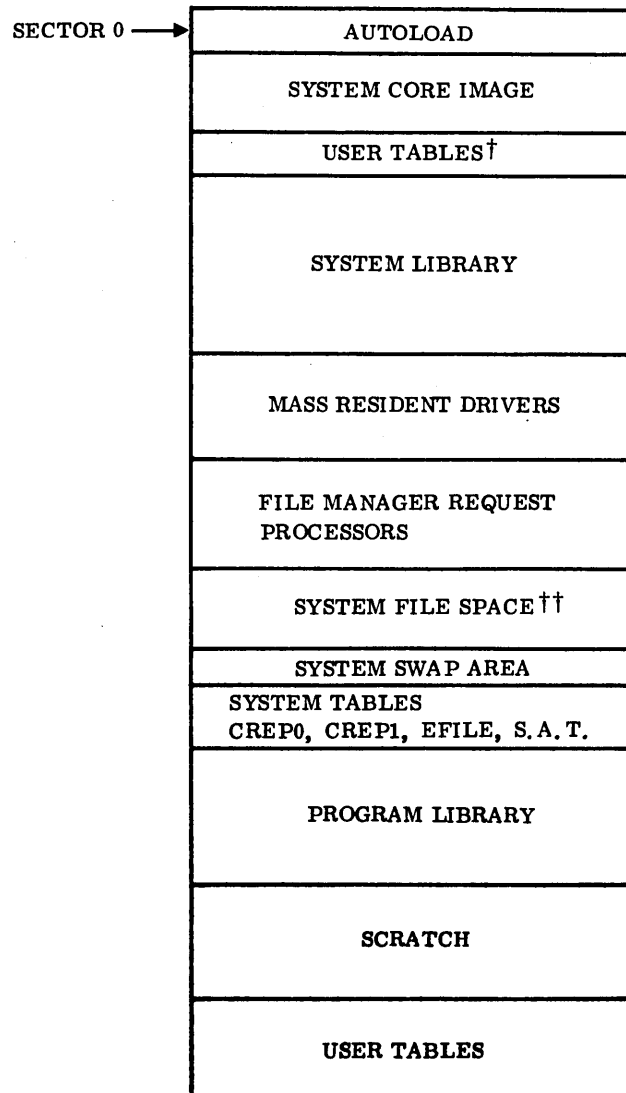 SECTOR 0
AUTOLOAD
SYSTEM CORE IMAGE
USER TABLES†
SYSTEM LIBRARY
MASS RESIDENT DRIVERS
FILE MANAGER REQUEST
PROCESSORS
SYSTEM FILE SPACE††
SYSTEM SWAP AREA
SYSTEM TABLES
CREP0, CREP1, EFILE, S.A.T.
PROGRAM LIBRARY
SCRATCH
USER TABLES